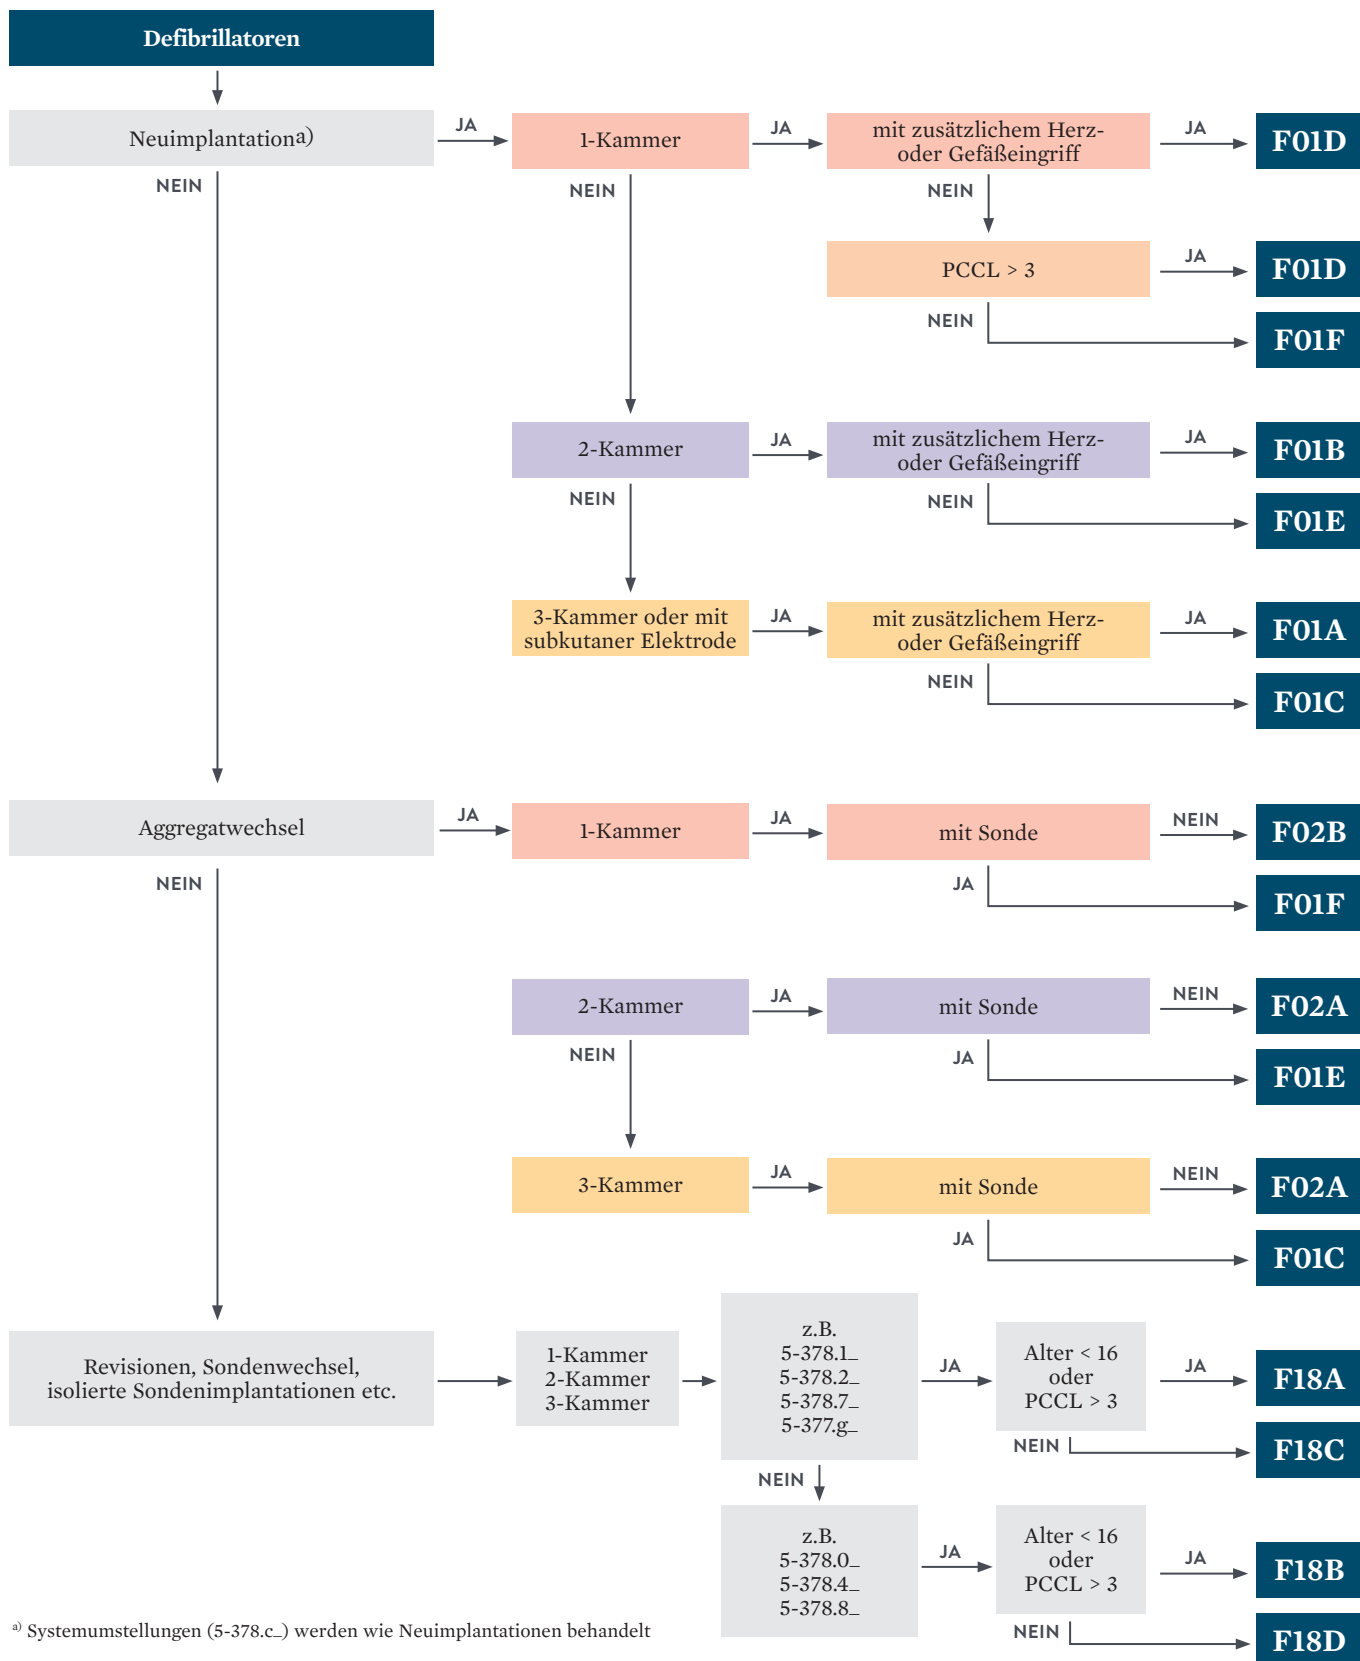 Defibrillatoren
Neuimplantationa)
JA
1-Kammer
JA
mit zusätzlichem Herz-
oder Gefäßeingriff
JA
F01D
NEIN
NEIN
NEIN
PCCL > 3
JA
F01D
NEIN
F01F
2-Kammer
JA
mit zusätzlichem Herz-
oder Gefäßeingriff
JA
F01B
NEIN
NEIN
F01E
3-Kammer oder mit
subkutaner Elektrode
JA
mit zusätzlichem Herz-
oder Gefäßeingriff
JA
F01A
NEIN
F01C
Aggregatwechsel
JA
1-Kammer
JA
mit Sonde
NEIN
F02B
NEIN
JA
F01F
2-Kammer
JA
mit Sonde
NEIN
F02A
NEIN
JA
F01E
3-Kammer
JA
mit Sonde
NEIN
F02A
JA
F01C
Revisionen, Sondenwechsel,
isolierte Sondenimplantationen etc.
1-Kammer
2-Kammer
3-Kammer
z.B.
5-378.1_
5-378.2_
5-378.7_
5-377.g_
JA
Alter < 16
oder
PCCL > 3
JA
F18A
NEIN
F18C
NEIN
z.B.
5-378.0_
5-378.4_
5-378.8_
JA
Alter < 16
oder
PCCL > 3
JA
F18B
NEIN
F18D
a) Systemumstellungen (5-378.c_) werden wie Neuimplantationen behandelt